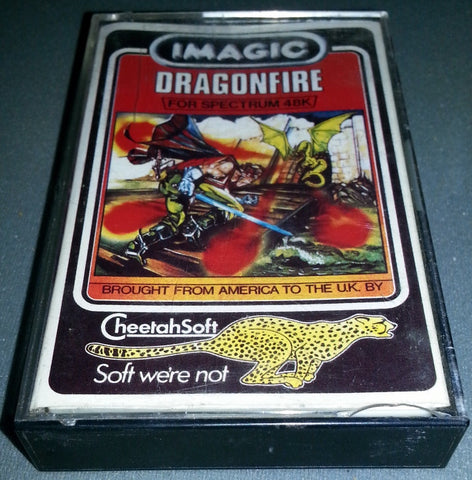 IMAGIC
DRAGONFIRE
FOR SPECTRUM 48K
BROUGHT FROM AMERICA TO THE U.K. BY
CheetahSoft
Soft we're not